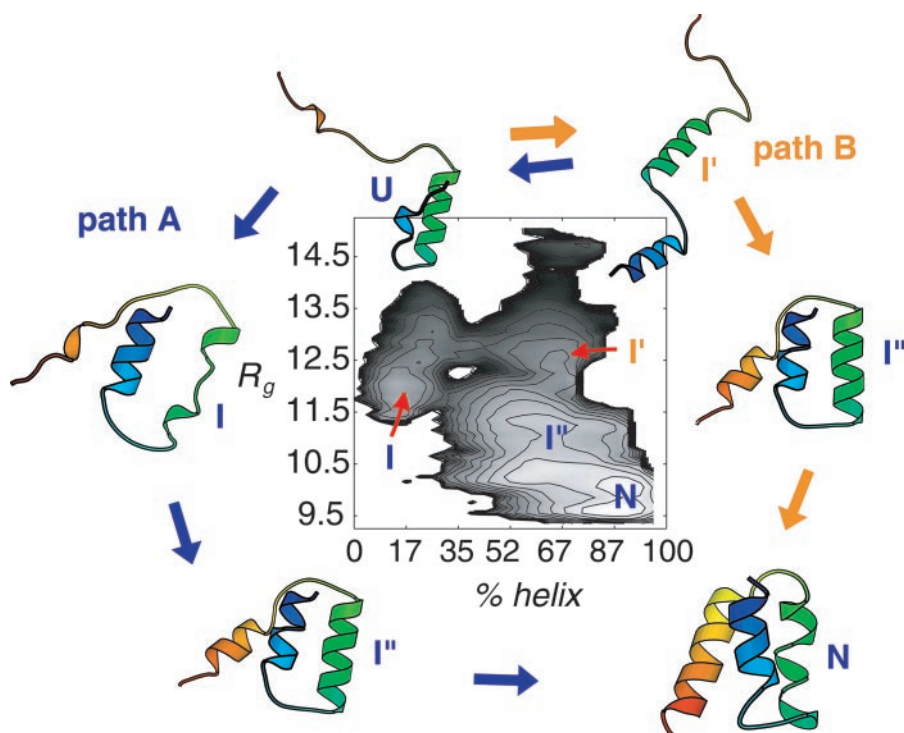 path B
I'
U
path A
14.5
13.5
12.5
11.5
10.5
9.5
R_g
I'
I
I"
N
0 17 35 52 67 87 100
% helix
I
I"
I"
N